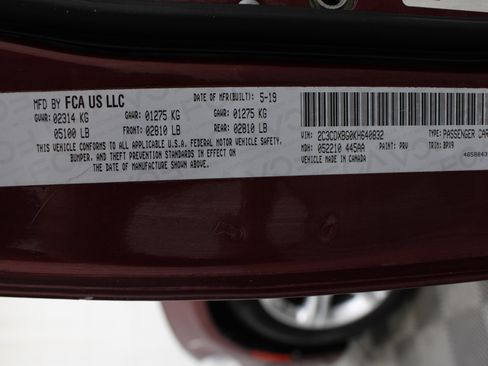 MFD BY FCA US LLC
DATE OF MFR(BUILT): 5-19
GVWR: 02314 KG GAWR: 01275 KG GAWR: 01275 KG
05100 LB FRONT: 02810 LB REAR: 02810 LB
THIS VEHICLE CONFORMS TO ALL APPLICABLE U.S.A. FEDERAL MOTOR VEHICLE SAFETY,
BUMPER, AND THEFT PREVENTION STANDARDS IN EFFECT ON
THE DATE OF MANUFACTURE SHOWN ABOVE.
VIN: 2C3CDXBG0KH640832 TYPE: PASSENGER CAR
MDH: 052210 445AA PAINT: PRV TRIM: BPX9
VEHICLE MADE IN CANADA